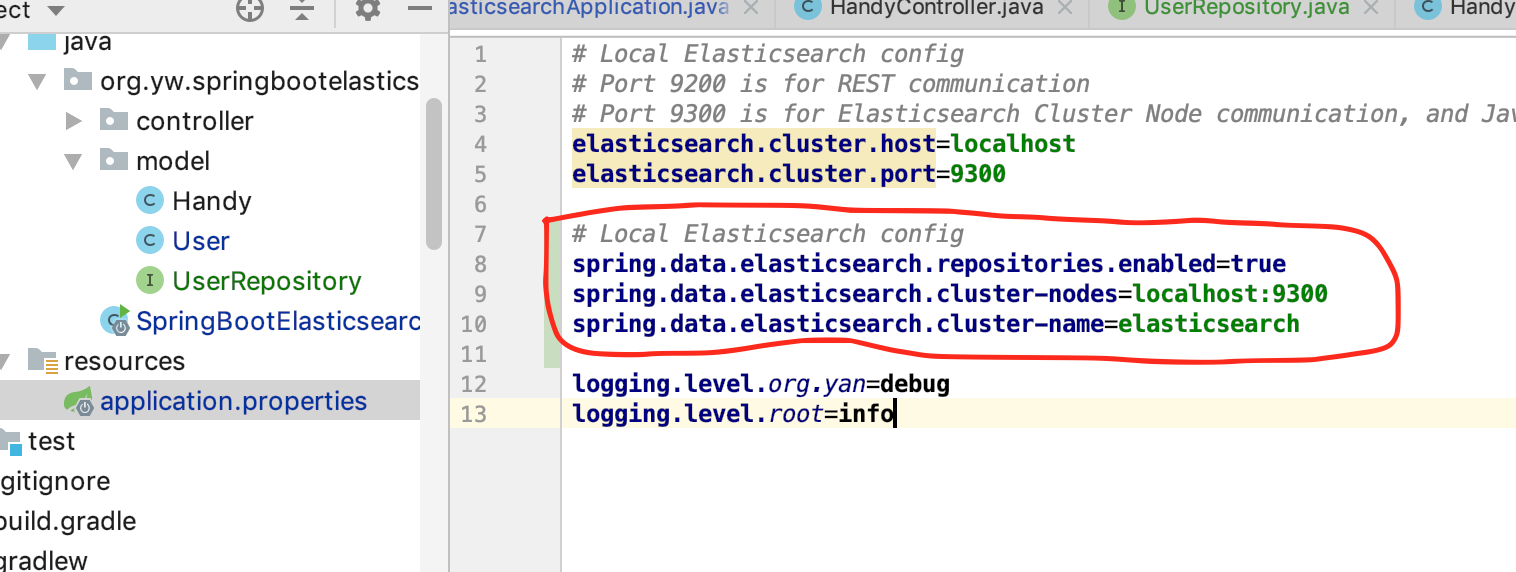 ect
java
org.yw.springbootelastics
controller
model
Handy
User
UserRepository
SpringBootElasticsearc
resources
application.properties
test
gitignore
build.gradle
gradlew
asticsearchApplication.java
HandyController.java
UserRepository.java
Handy
1 # Local Elasticsearch config
2 # Port 9200 is for REST communication
3 # Port 9300 is for Elasticsearch Cluster Node communication, and Jav
4 elasticsearch.cluster.host=localhost
5 elasticsearch.cluster.port=9300
6
7 # Local Elasticsearch config
8 spring.data.elasticsearch.repositories.enabled=true
9 spring.data.elasticsearch.cluster-nodes=localhost:9300
10 spring.data.elasticsearch.cluster-name=elasticsearch
11
12 logging.level.org.yan=debug
13 logging.level.root=info